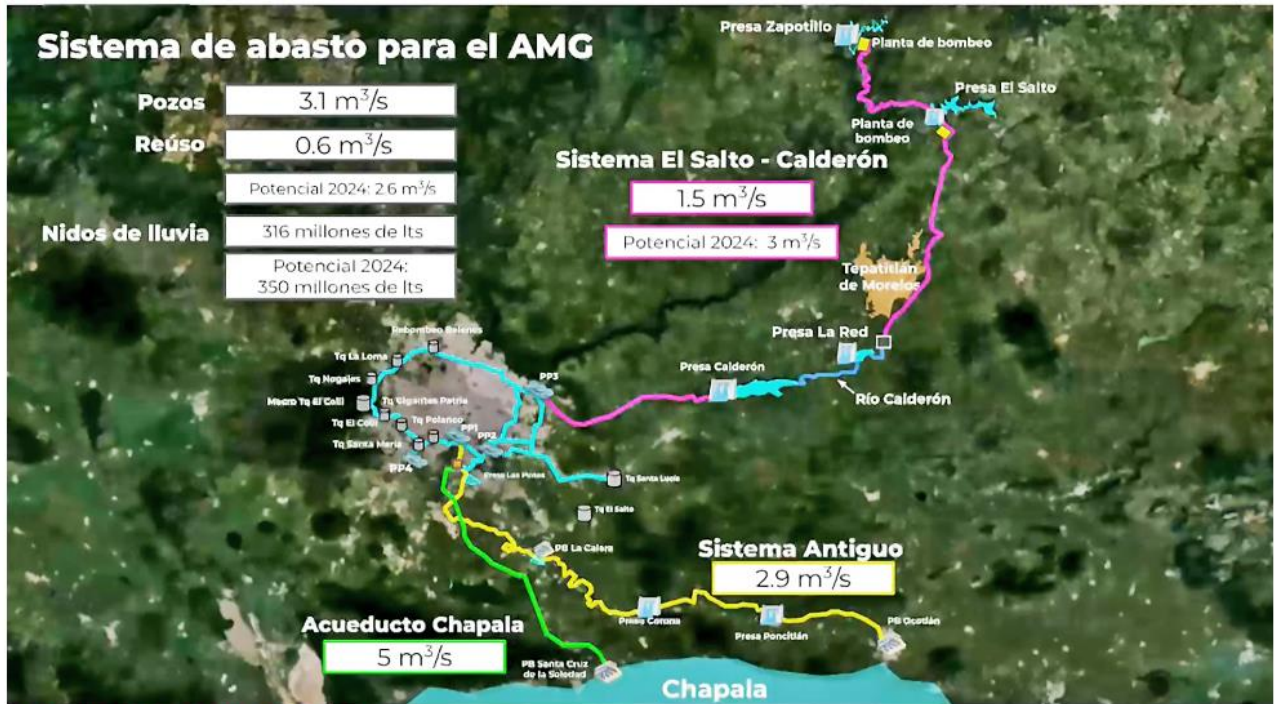 Sistema de abasto para el AMG
Pozos
3.1 m³/s
Reúso
0.6 m³/s
Potencial 2024: 2.6 m³/s
Nidos de lluvia
316 millones de lts
Potencial 2024:
350 millones de lts
Presa Zapotillo
Planta de bombeo
Presa El Salto
Planta de
bombeo
Sistema El Salto - Calderón
1.5 m³/s
Potencial 2024: 3 m³/s
Tepatitlán
de Morelos
Presa La Red
Presa Calderón
Río Calderón
Rebombeo Belenes
Tq La Loma
Tq Nogales
Macro Tq El Colli
Tq Gigantes Patria
Tq El Colli
Tq Polanco
Tq Santa María
PP1
PP2
PP3
PP4
Presa Las Pintas
Tq Santa Lucía
Tq El Salto
PB La Calera
Sistema Antiguo
2.9 m³/s
Presa Corona
Presa Poncitlán
PB Ocotlán
Acueducto Chapala
5 m³/s
PB Santa Cruz
de la Soledad
Chapala